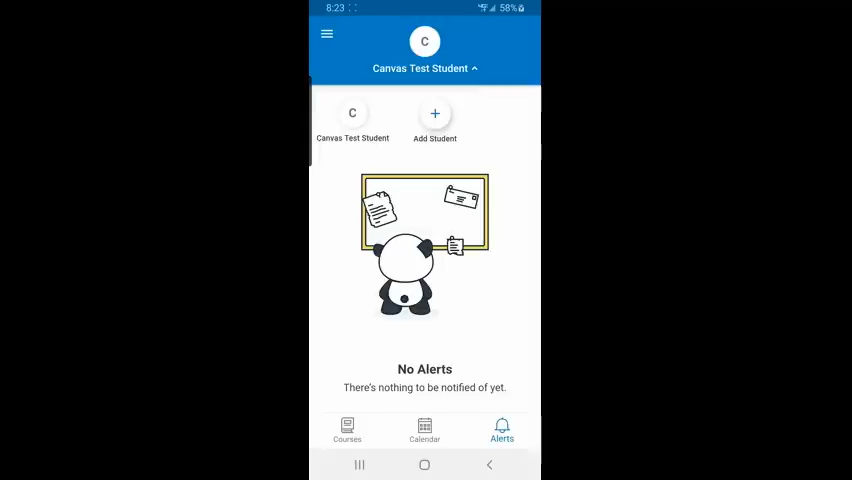 8:23
58%
C
Canvas Test Student
C
Canvas Test Student
Add Student
No Alerts
There's nothing to be notified of yet.
Courses
Calendar
Alerts